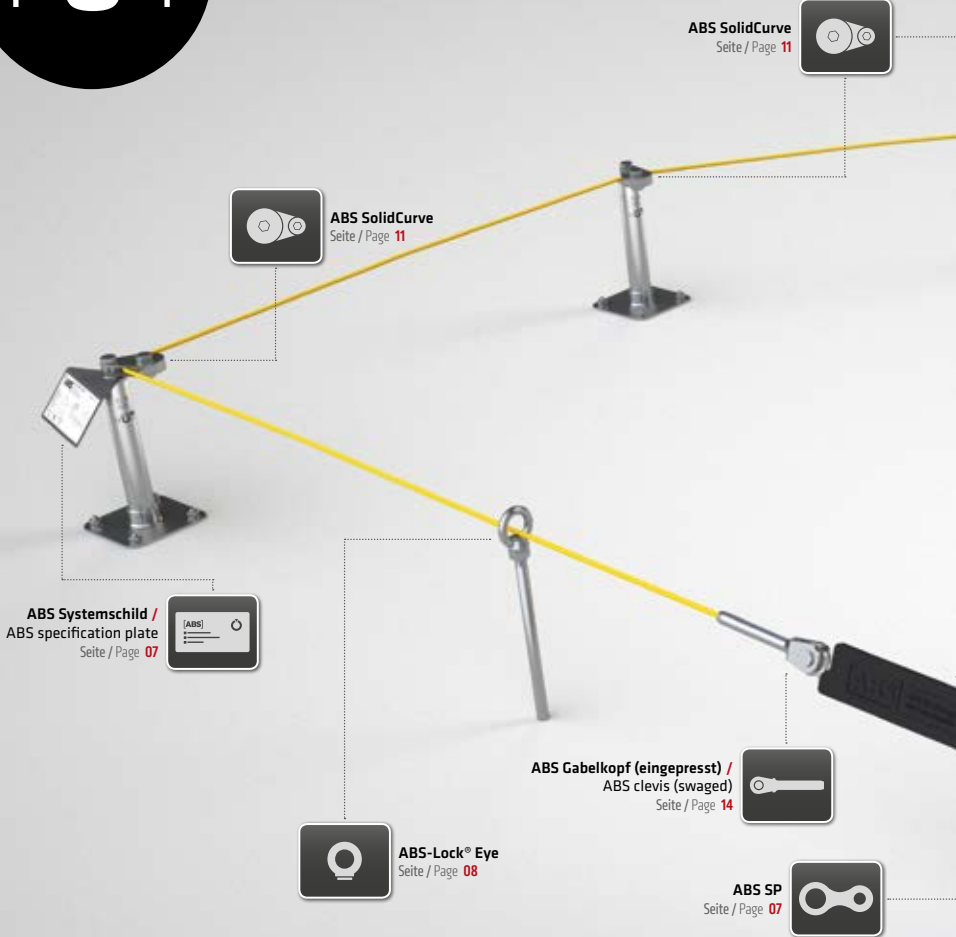 ABS SolidCurve
Seite / Page 11
ABS SolidCurve
Seite / Page 11
ABS Systemschild /
ABS specification plate
Seite / Page 07
[ABS]
ABS Gabelkopf (eingepresst) /
ABS clevis (swaged)
Seite / Page 14
ABS-Lock® Eye
Seite / Page 08
ABS SP
Seite / Page 07